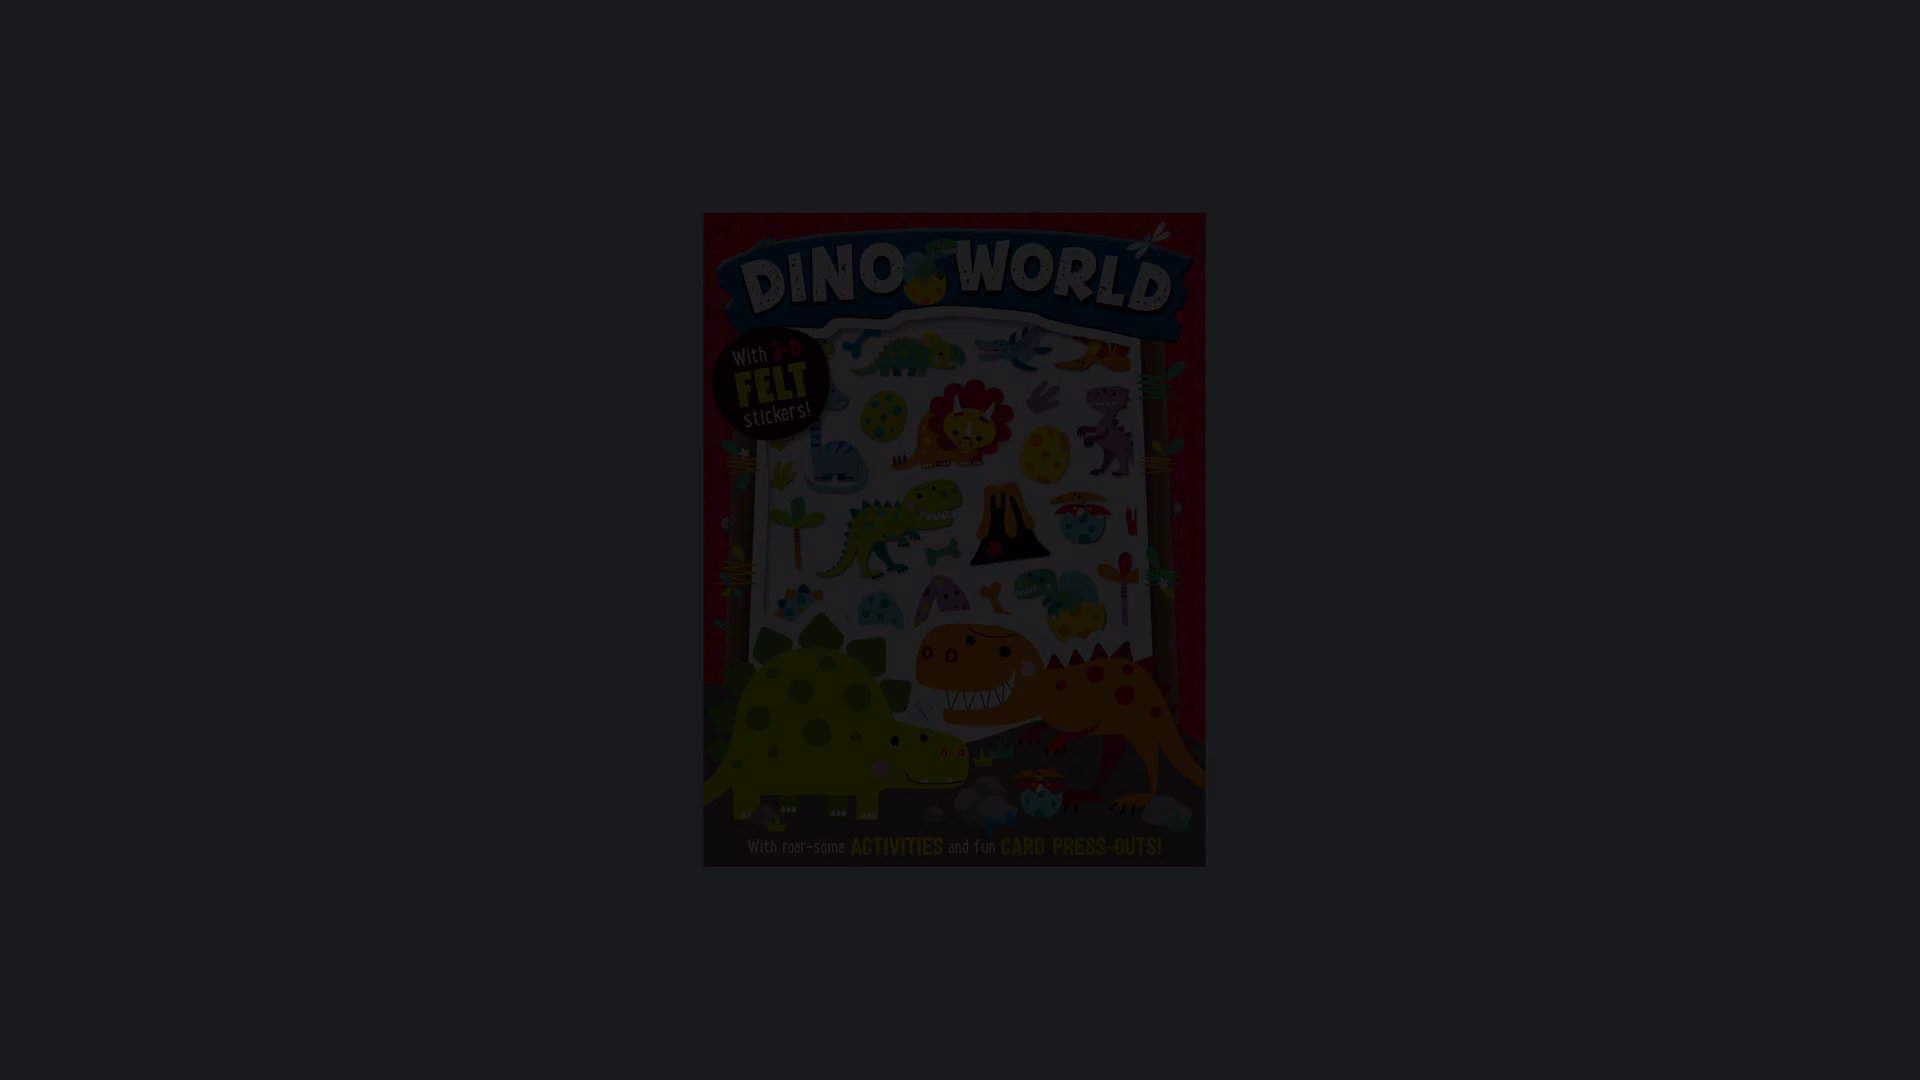 DINO WORLD
With 3-D
FELT
stickers!
With roar-some ACTIVITIES and fun CARD PRESS-OUTS!